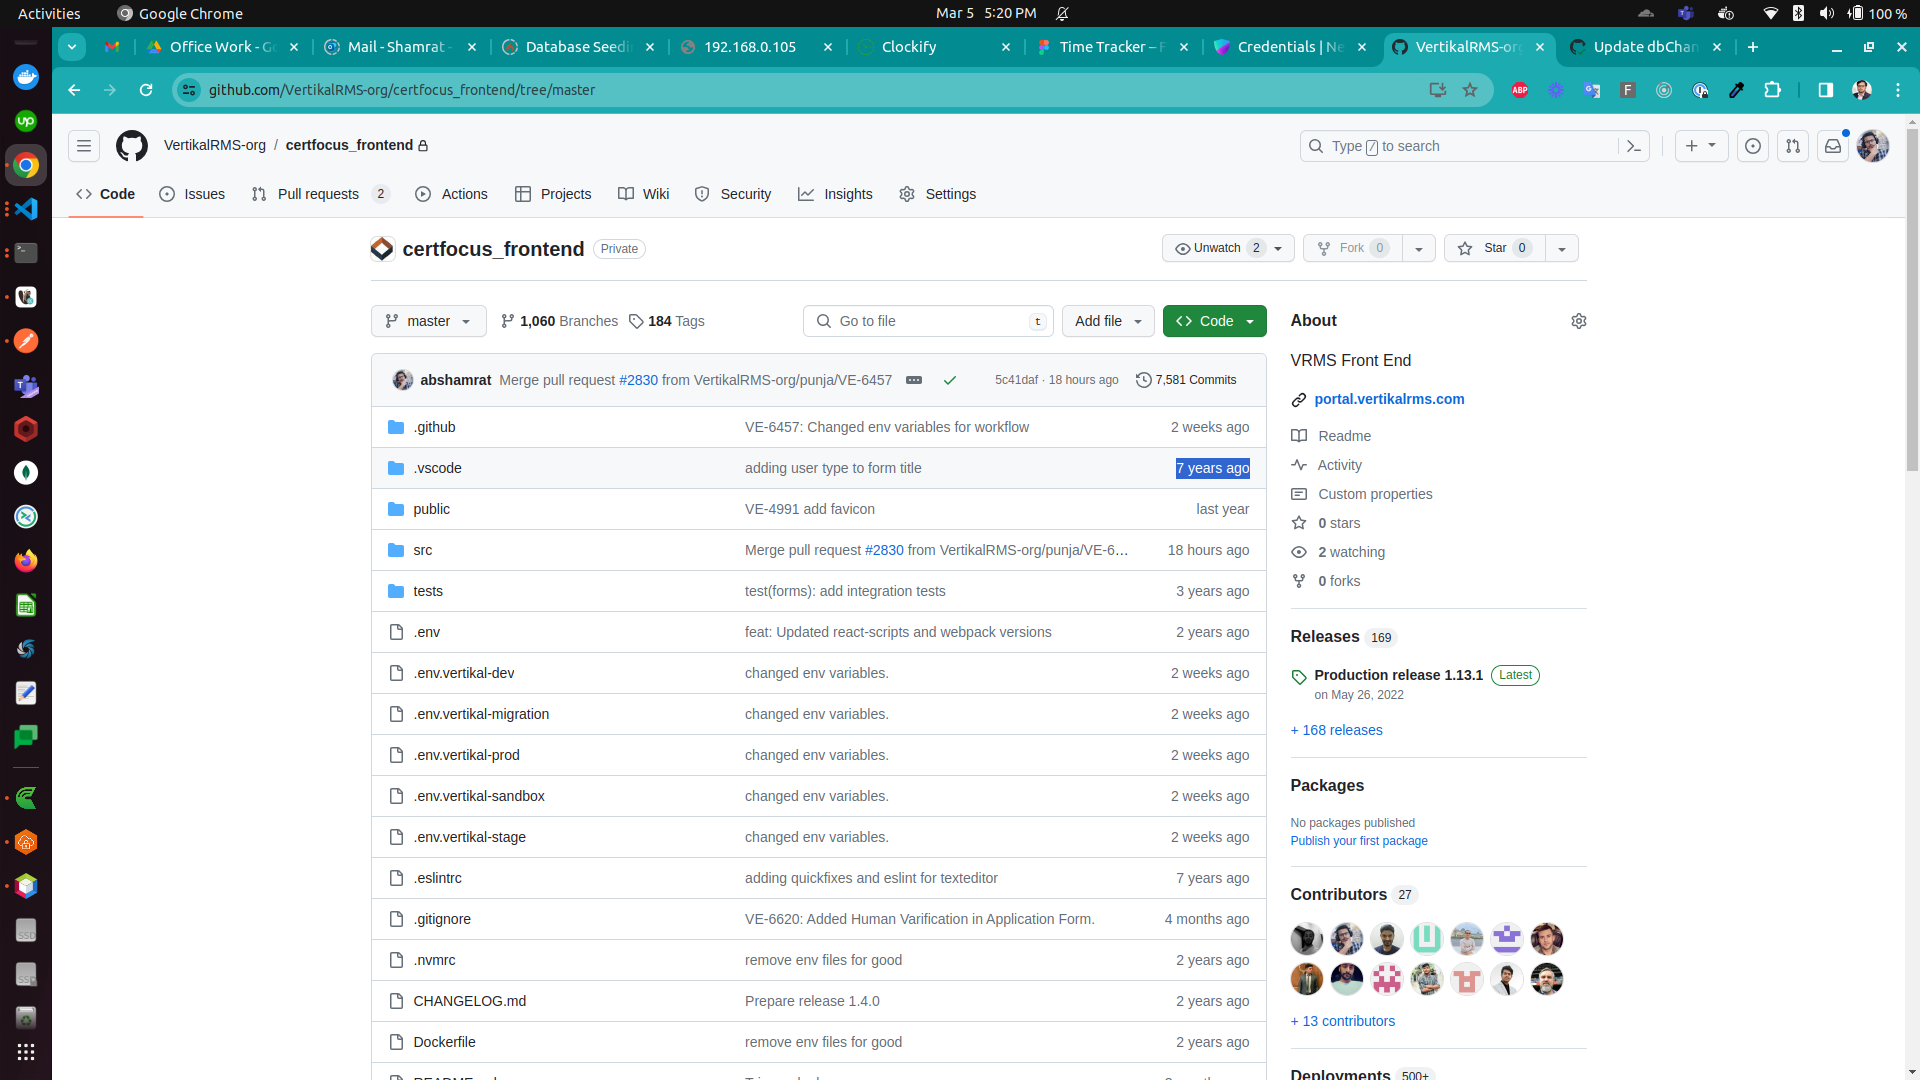 Activities Google Chrome Mar 5 5:20 PM 100 %
Office Work - G Mail - Shamrat - Database Seedi 192.168.0.105 Clockify Time Tracker – F Credentials | Ne VertikalRMS-org Update dbChan
github.com/VertikalRMS-org/certfocus_frontend/tree/master
ABP F
VertikalRMS-org / certfocus_frontend
Type / to search
Code Issues Pull requests 2 Actions Projects Wiki Security Insights Settings
certfocus_frontend Private
Unwatch 2 Fork 0 Star 0
master 1,060 Branches 184 Tags Go to file t Add file Code
abshamrat Merge pull request #2830 from VertikalRMS-org/punja/VE-6457 5c41daf · 18 hours ago 7,581 Commits
.github VE-6457: Changed env variables for workflow 2 weeks ago
.vscode adding user type to form title 7 years ago
public VE-4991 add favicon last year
src Merge pull request #2830 from VertikalRMS-org/punja/VE-6… 18 hours ago
tests test(forms): add integration tests 3 years ago
.env feat: Updated react-scripts and webpack versions 2 years ago
.env.vertikal-dev changed env variables. 2 weeks ago
.env.vertikal-migration changed env variables. 2 weeks ago
.env.vertikal-prod changed env variables. 2 weeks ago
.env.vertikal-sandbox changed env variables. 2 weeks ago
.env.vertikal-stage changed env variables. 2 weeks ago
.eslintrc adding quickfixes and eslint for texteditor 7 years ago
.gitignore VE-6620: Added Human Varification in Application Form. 4 months ago
.nvmrc remove env files for good 2 years ago
CHANGELOG.md Prepare release 1.4.0 2 years ago
Dockerfile remove env files for good 2 years ago
About
VRMS Front End
portal.vertikalrms.com
Readme
Activity
Custom properties
0 stars
2 watching
0 forks
Releases 169
Production release 1.13.1 Latest
on May 26, 2022
+ 168 releases
Packages
No packages published
Publish your first package
Contributors 27
+ 13 contributors
Deployments 500+